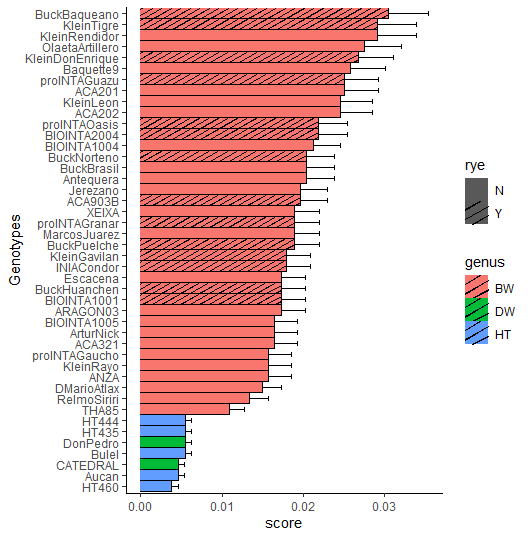 BuckBaqueano
KleinTigre
KleinRendidor
OlaetaArtillero
KleinDonEnrique
Baquette9
proINTAGuazu
ACA201
KleinLeon
ACA202
proINTAOasis
BIOINTA2004
BIOINTA1004
BuckNorteno
BuckBrasil
Antequera
Jerezano
ACA903B
XEIXA
proINTAGranar
MarcosJuarez
BuckPuelche
KleinGavilan
INIACondor
Escacena
BuckHuanchen
BIOINTA1001
ARAGON03
BIOINTA1005
ArturNick
ACA321
proINTAGaucho
KleinRayo
ANZA
DMarioAtlax
RelmoSiriri
THA85
HT444
HT435
DonPedro
Bulel
CATEDRAL
Aucan
HT460
Genotypes
0.00 0.01 0.02 0.03
score
rye
N
Y
genus
BW
DW
HT